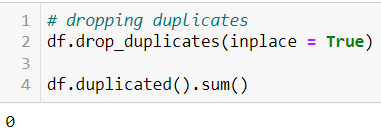 1 # dropping duplicates
2 df.drop_duplicates(inplace = True)
3
4 df.duplicated().sum()
0